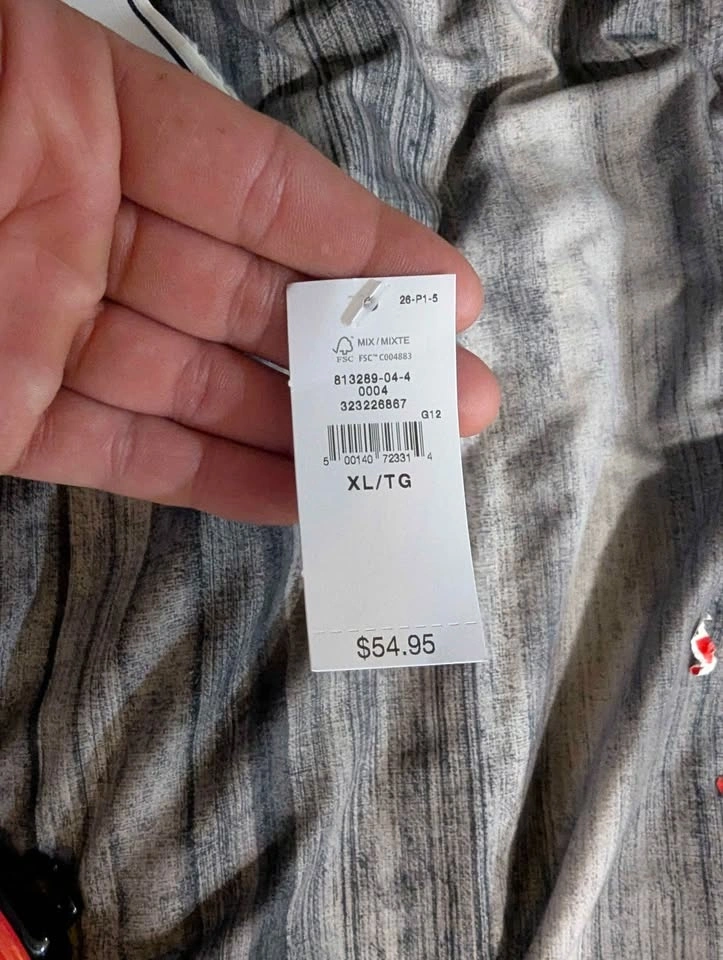 26-P1-5
MIX / MIXTE
FSC FSC™ C004883
813289-04-4
0004
323226867
G12
5 00140 72331 4
XL/TG
$54.95